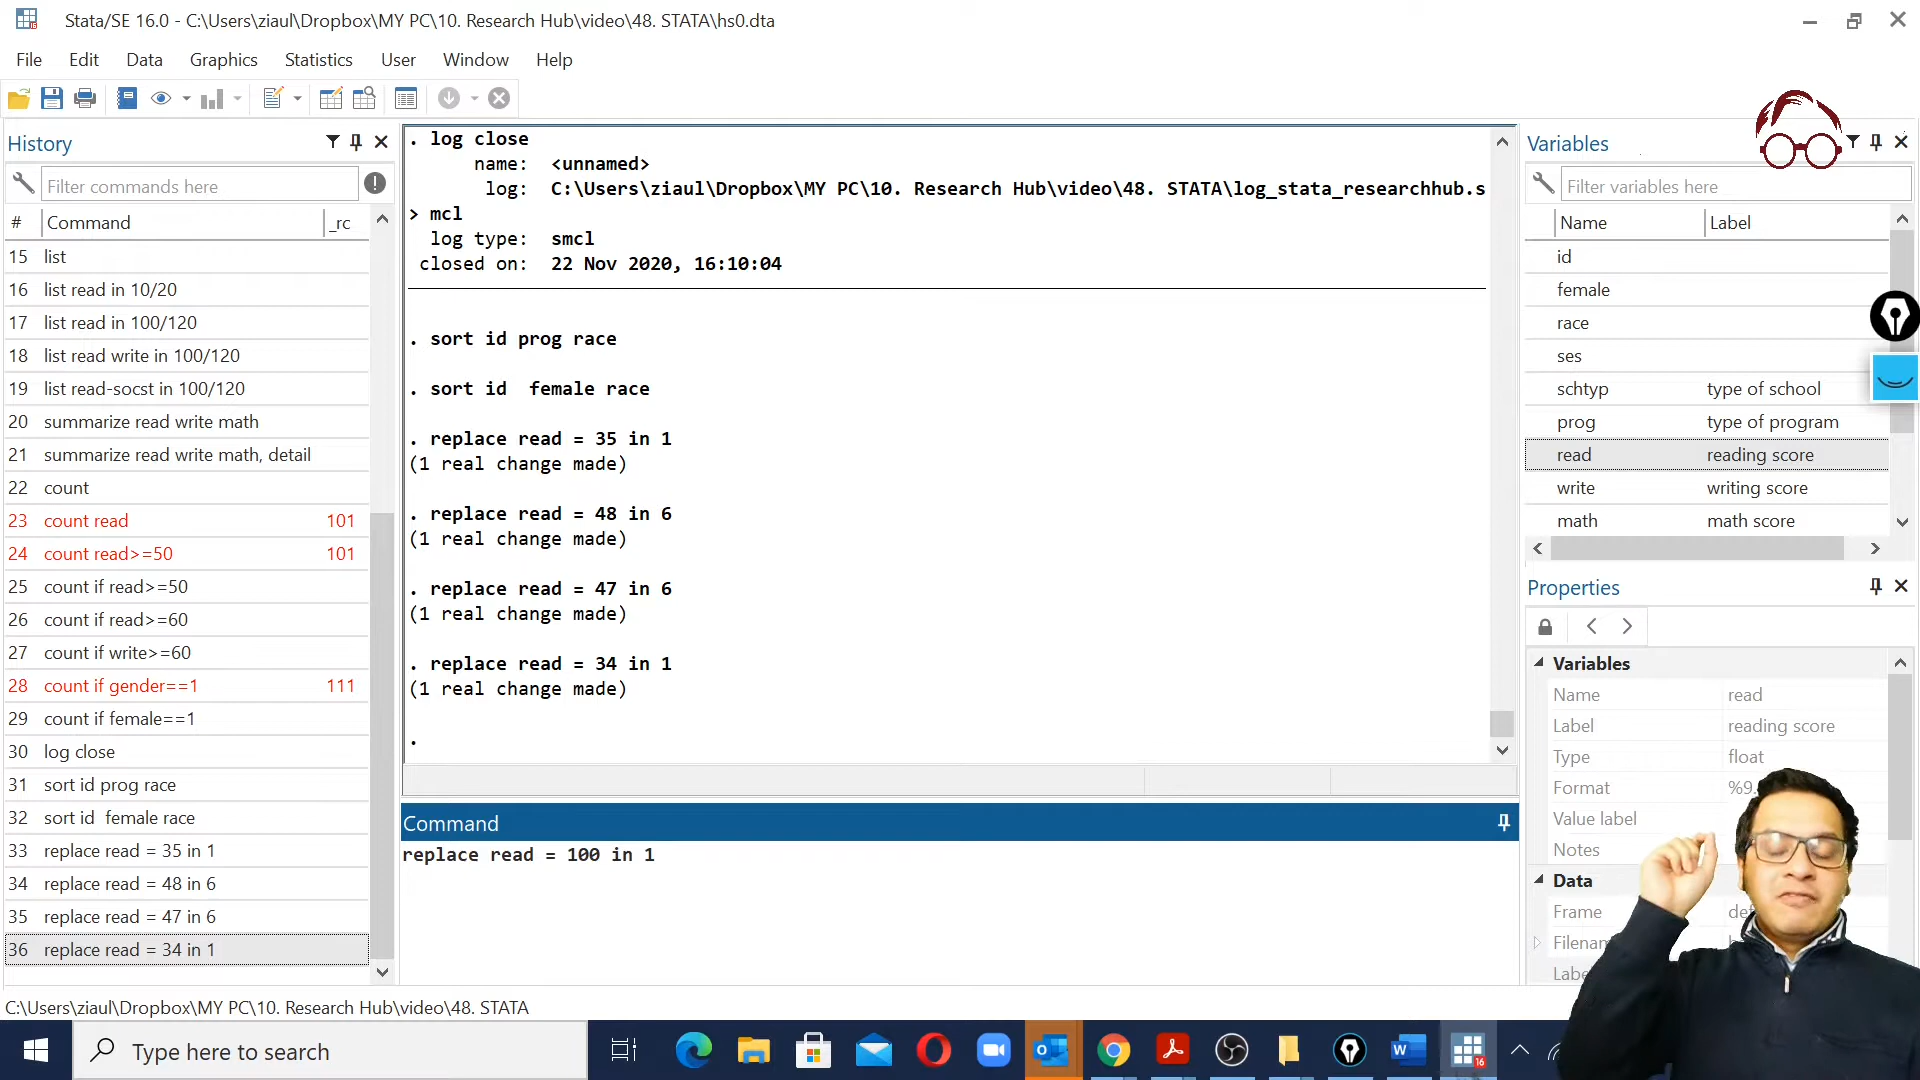 Stata/SE 16.0 - C:\Users\ziaul\Dropbox\MY PC\10. Research Hub\video\48. STATA\hs0.dta
File Edit Data Graphics Statistics User Window Help
History
Filter commands here
# Command _rc
15 list
16 list read in 10/20
17 list read in 100/120
18 list read write in 100/120
19 list read-socst in 100/120
20 summarize read write math
21 summarize read write math, detail
22 count
23 count read 101
24 count read>=50 101
25 count if read>=50
26 count if read>=60
27 count if write>=60
28 count if gender==1 111
29 count if female==1
30 log close
31 sort id prog race
32 sort id  female race
33 replace read = 35 in 1
34 replace read = 48 in 6
35 replace read = 47 in 6
36 replace read = 34 in 1
. log close
name: <unnamed>
log: C:\Users\ziaul\Dropbox\MY PC\10. Research Hub\video\48. STATA\log_stata_researchhub.s
> mcl
log type: smcl
closed on: 22 Nov 2020, 16:10:04
. sort id prog race
. sort id  female race
. replace read = 35 in 1
(1 real change made)
. replace read = 48 in 6
(1 real change made)
. replace read = 47 in 6
(1 real change made)
. replace read = 34 in 1
(1 real change made)
.
Command
replace read = 100 in 1
Variables
Filter variables here
Name Label
id
female
race
ses
schtyp type of school
prog type of program
read reading score
write writing score
math math score
Properties
Variables
Name read
Label reading score
Type float
Format %9.
Value label
Notes
Data
Frame
C:\Users\ziaul\Dropbox\MY PC\10. Research Hub\video\48. STATA
Type here to search
16